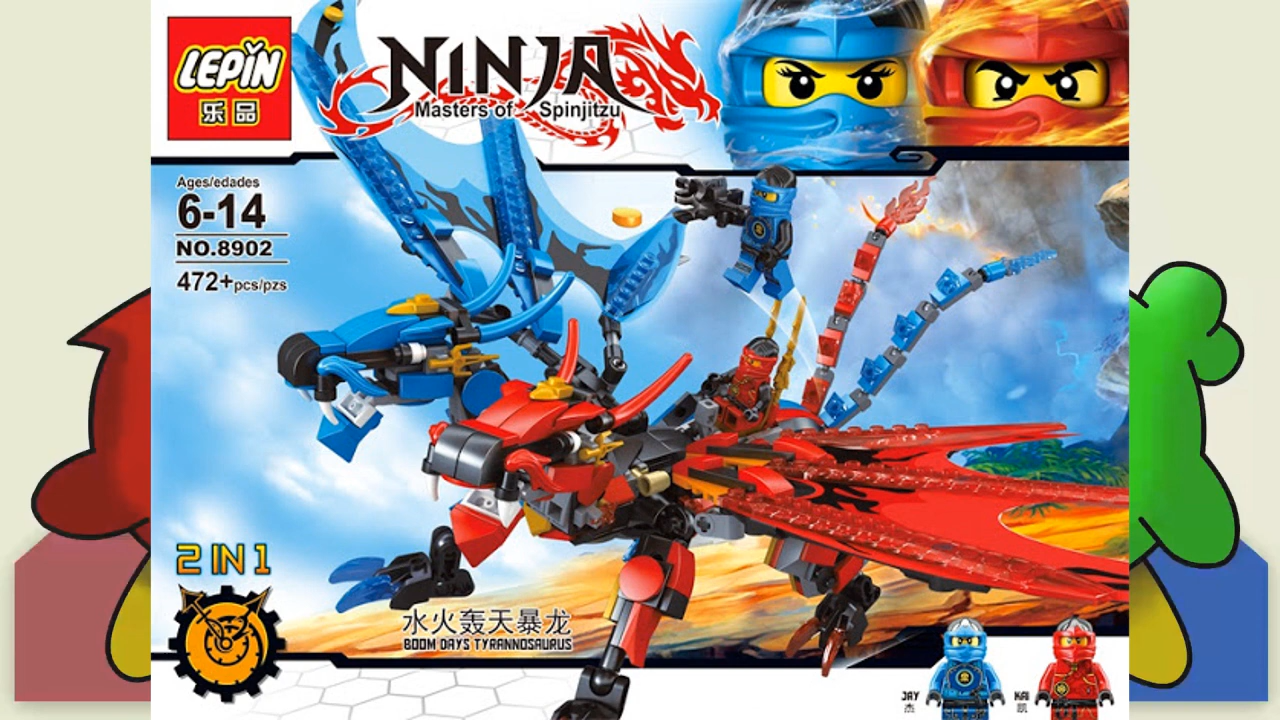 LEPIN
乐品
NINJA
Masters of Spinjitzu
Ages/edades
6-14
NO.8902
472+pcs/pzs
2 IN 1
水火轰天暴龙
BOOM DAYS TYRANNOSAURUS
JAY
杰
KAI
凯